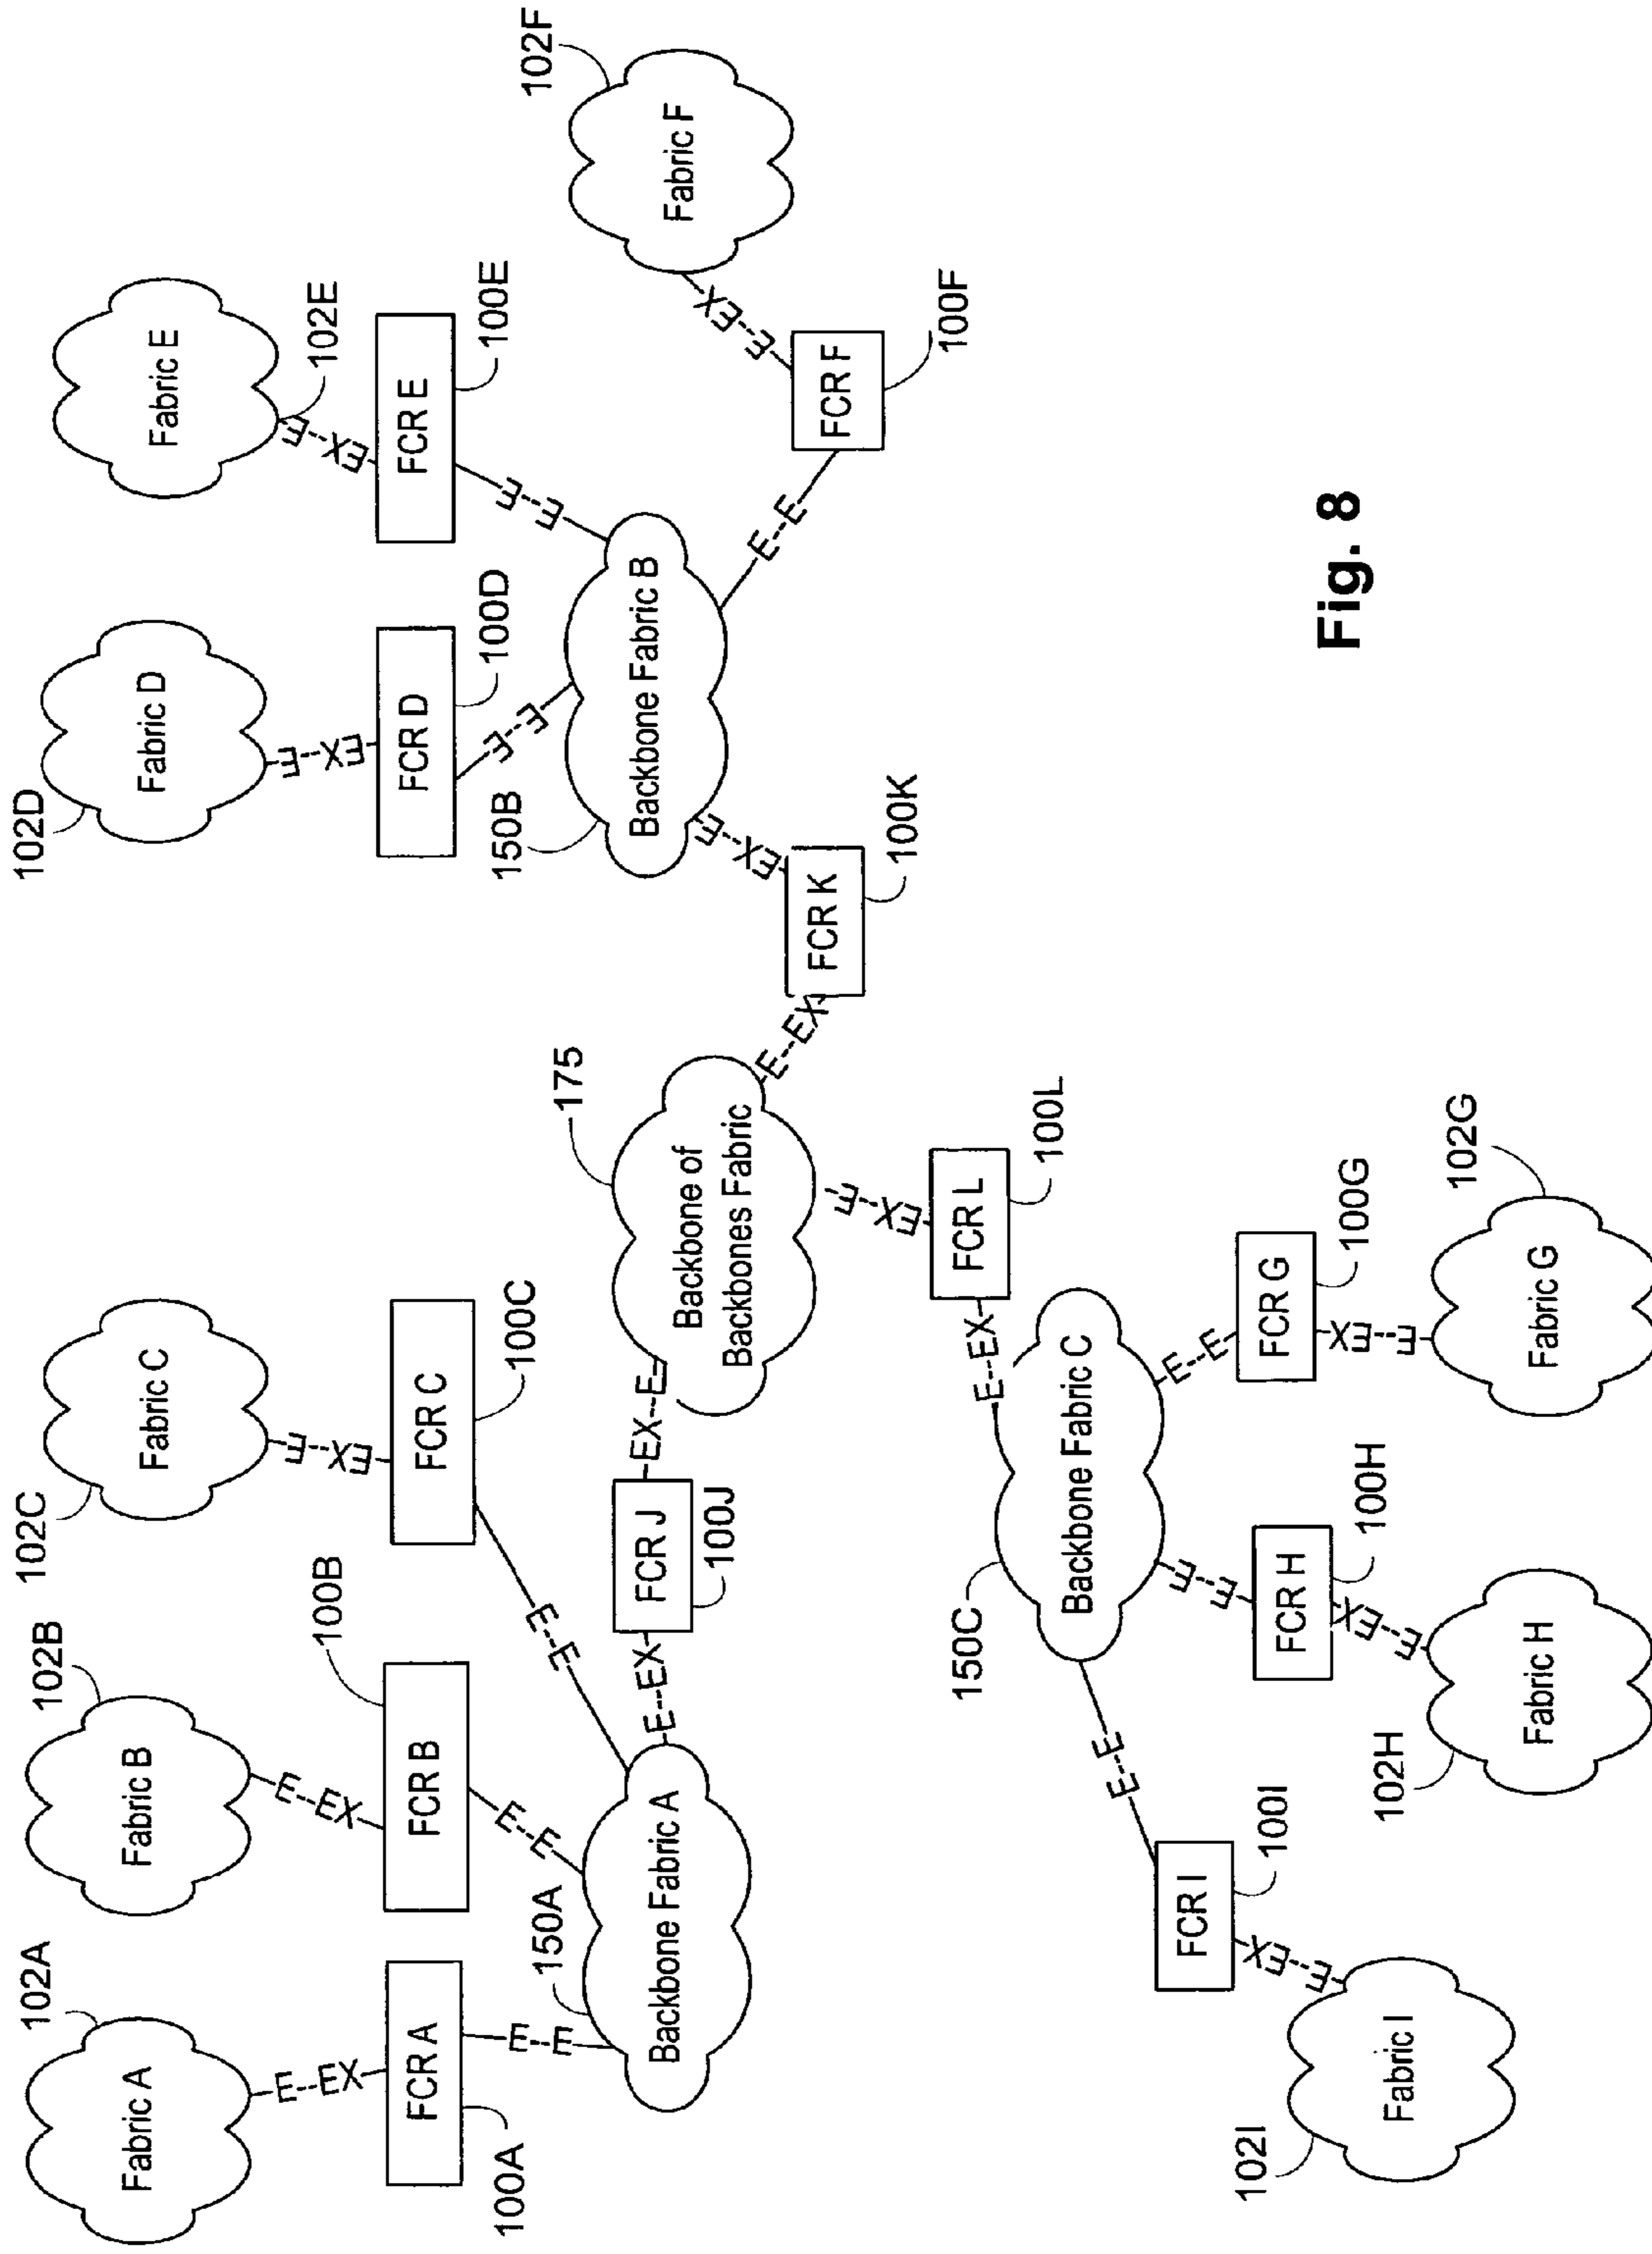 102A
102B
102C
102D
102E
102F
Fabric A
Fabric B
Fabric C
Fabric D
Fabric E
Fabric F
E--EX
E--EX
E--EX
E--EX
E--EX
EX--E
FCR A
FCR B
FCR C
FCR D
FCR E
FCR F
100A
100B
100C
100D
100E
100F
E--E
E--E
E--E
E--E
E--E
E--E
150A
Backbone Fabric A
E--EX
FCR J
100J
EX--E
175
Backbone of
Backbones Fabric
E--EX
FCR K
100K
EX--E
150B
Backbone Fabric B
E--EX
FCR L
100L
E--EX
150C
Backbone Fabric C
E--E
E--E
E--E
FCR I
100I
FCR H
100H
FCR G
100G
EX--E
EX--E
EX--E
102I
Fabric I
102H
Fabric H
102G
Fabric G
Fig. 8